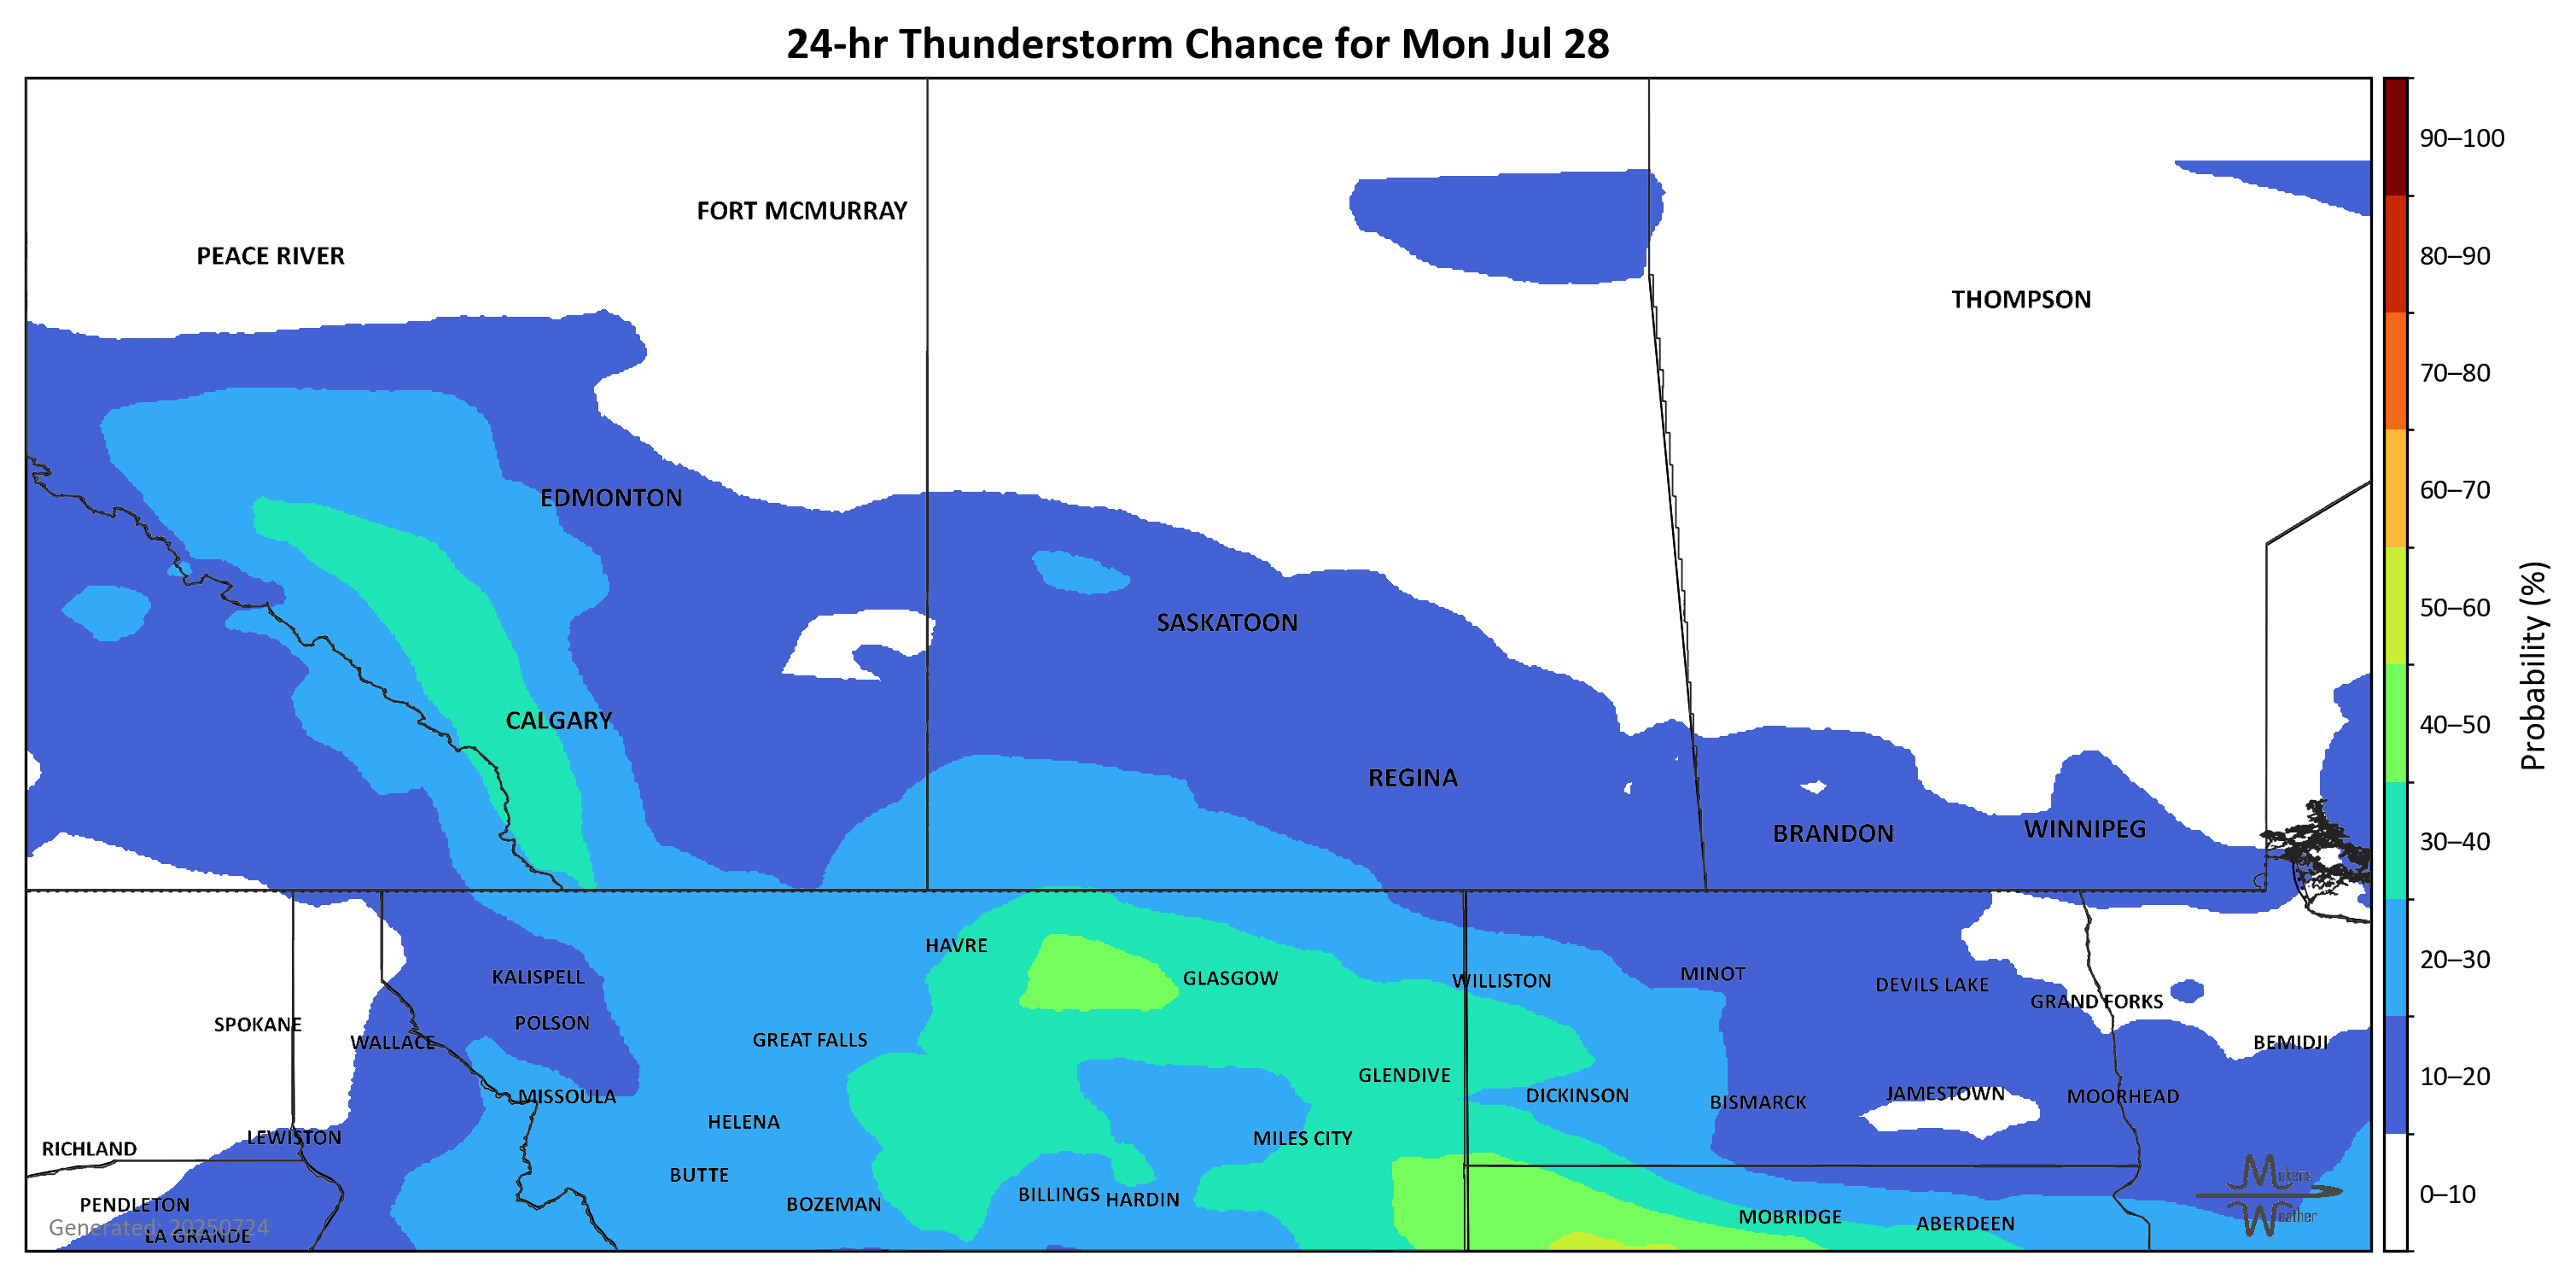 24-hr Thunderstorm Chance for Mon Jul 28
FORT MCMURRAY
PEACE RIVER
THOMPSON
EDMONTON
SASKATOON
CALGARY
REGINA
BRANDON
WINNIPEG
HAVRE
KALISPELL
GLASGOW
WILLISTON
MINOT
DEVILS LAKE
GRAND FORKS
SPOKANE
POLSON
WALLACE
GREAT FALLS
BEMIDJI
GLENDIVE
MISSOULA
DICKINSON
BISMARCK
JAMESTOWN
MOORHEAD
HELENA
LEWISTON
MILES CITY
RICHLAND
BUTTE
BILLINGS
HARDIN
PENDLETON
BOZEMAN
MOBRIDGE
ABERDEEN
Generated: 20250724
LA GRANDE
Makens
Weather
90–100
80–90
70–80
60–70
50–60
40–50
30–40
20–30
10–20
0–10
Probability (%)